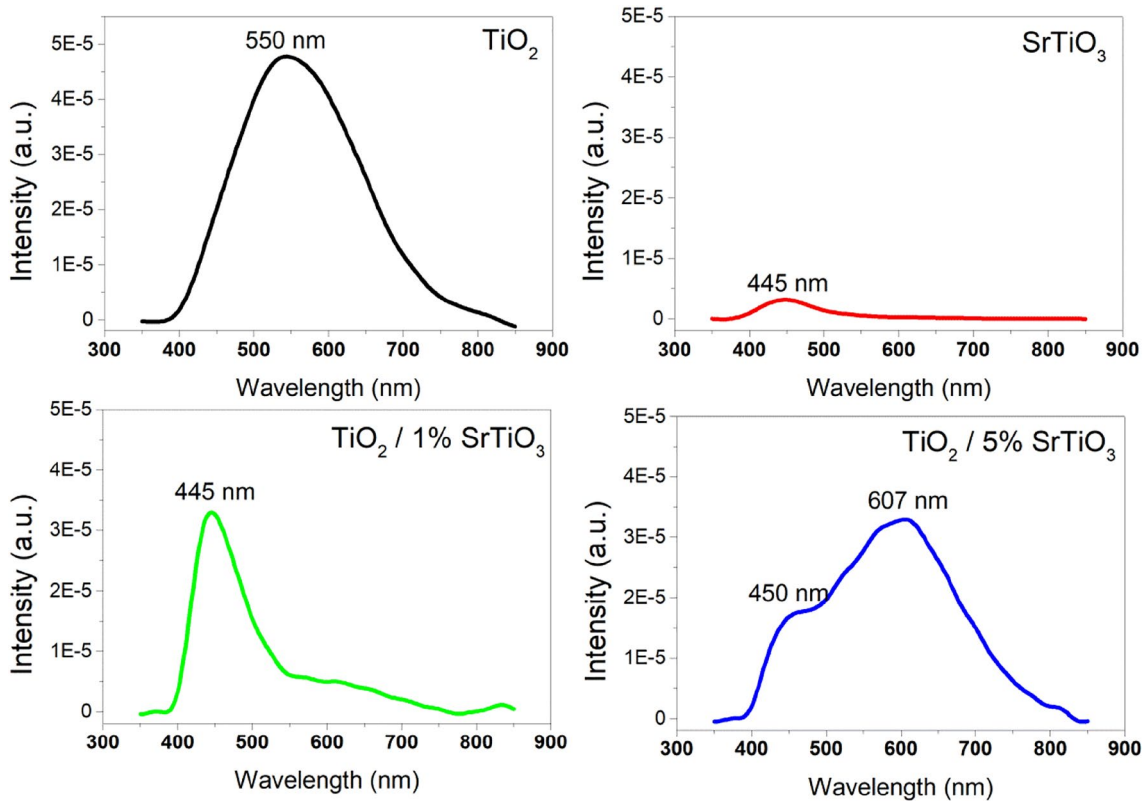 TiO2
550 nm
5E-5
4E-5
3E-5
2E-5
1E-5
0
300 400 500 600 700 800 900
Intensity (a.u.)
Wavelength (nm)
SrTiO3
445 nm
5E-5
4E-5
3E-5
2E-5
1E-5
0
300 400 500 600 700 800 900
Intensity (a.u.)
Wavelength (nm)
TiO2 / 1% SrTiO3
445 nm
5E-5
4E-5
3E-5
2E-5
1E-5
0
300 400 500 600 700 800 900
Intensity (a.u.)
Wavelength (nm)
TiO2 / 5% SrTiO3
607 nm
450 nm
5E-5
4E-5
3E-5
2E-5
1E-5
0
300 400 500 600 700 800 900
Intensity (a.u.)
Wavelength (nm)